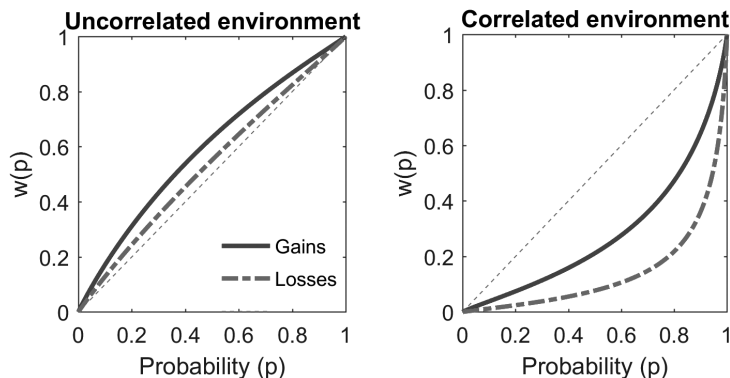 Uncorrelated environment
1
0.8
0.6
w(p)
0.4
0.2
0
Gains
Losses
0 0.2 0.4 0.6 0.8 1
Probability (p)
Correlated environment
1
0.8
0.6
w(p)
0.4
0.2
0
0 0.2 0.4 0.6 0.8 1
Probability (p)